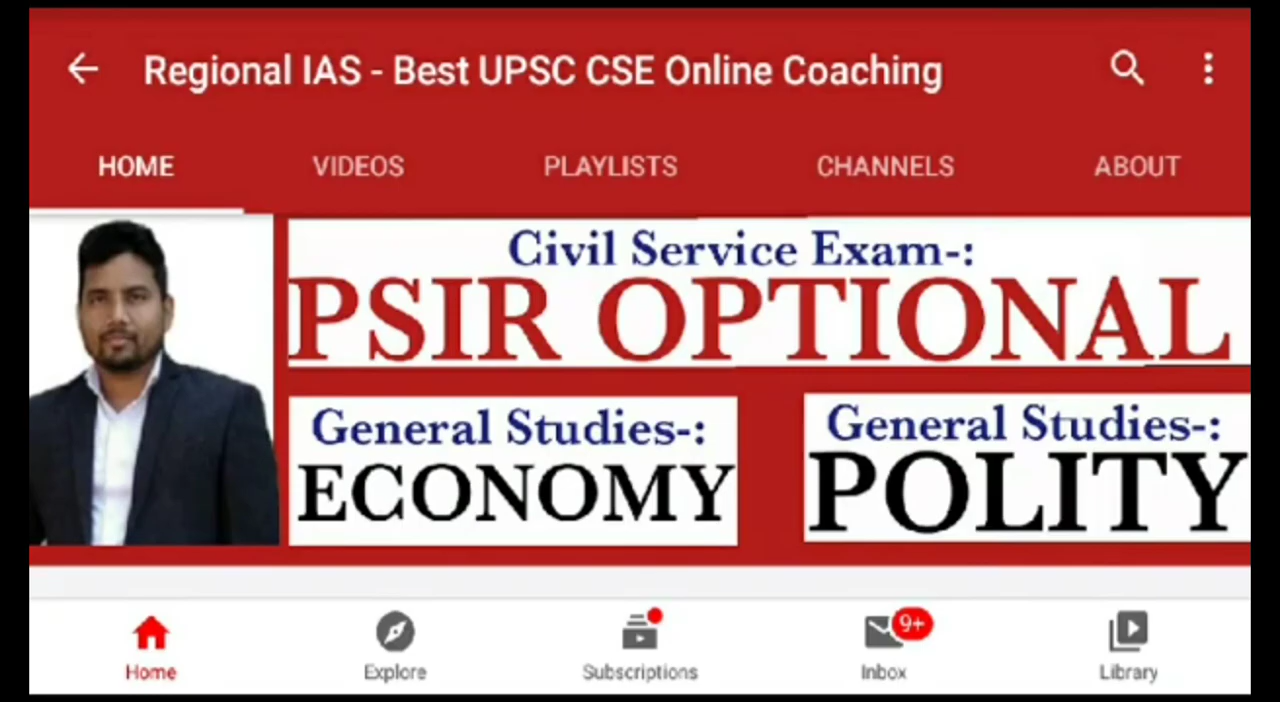 Regional IAS - Best UPSC CSE Online Coaching
HOME VIDEOS PLAYLISTS CHANNELS ABOUT
Civil Service Exam-:
PSIR OPTIONAL
General Studies-:
ECONOMY
General Studies-:
POLITY
9+
Home Explore Subscriptions Inbox Library